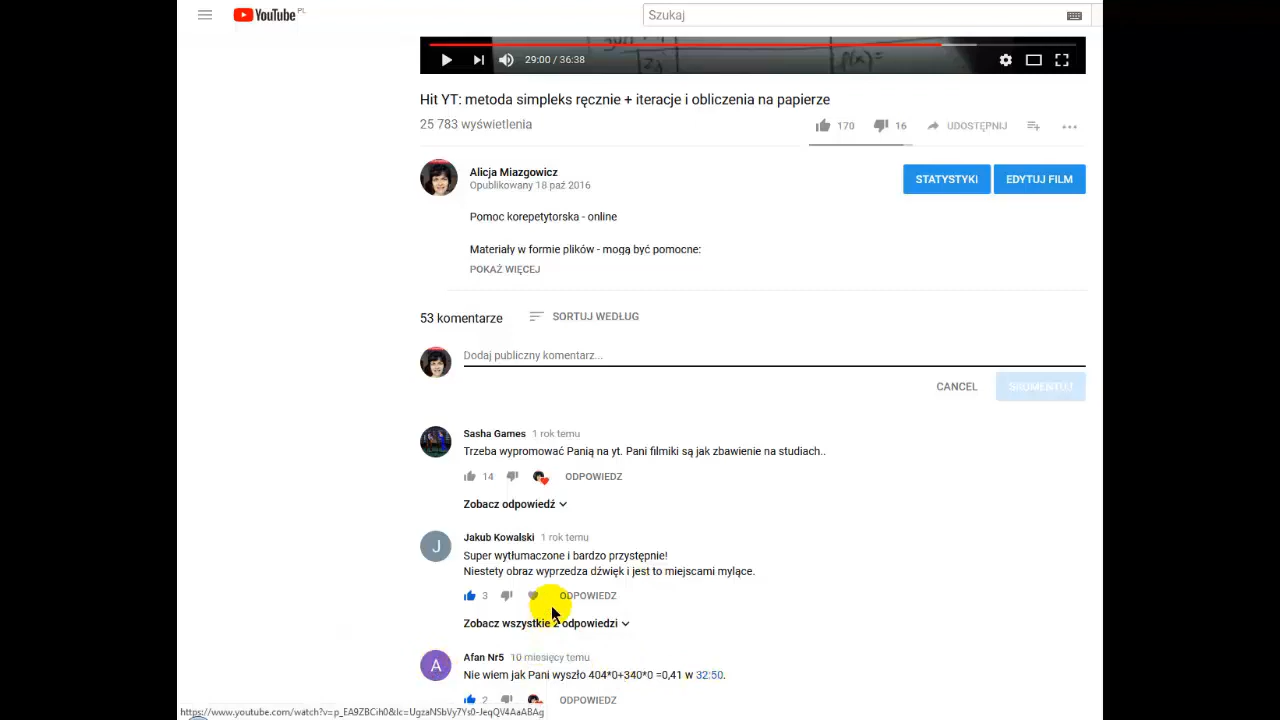 YouTube PL
Szukaj
29:00 / 36:38
Hit YT: metoda simpleks ręcznie + iteracje i obliczenia na papierze
25 783 wyświetlenia
170
16
UDOSTĘPNIJ
Alicja Miazgowicz
Opublikowany 18 paź 2016
STATYSTYKI
EDYTUJ FILM
Pomoc korepetytorska - online
Materiały w formie plików - mogą być pomocne:
POKAŻ WIĘCEJ
53 komentarze
SORTUJ WEDŁUG
Dodaj publiczny komentarz...
CANCEL
SKOMENTUJ
Sasha Games 1 rok temu
Trzeba wypromować Panią na yt. Pani filmiki są jak zbawienie na studiach..
14
ODPOWIEDZ
Zobacz odpowiedź
J
Jakub Kowalski 1 rok temu
Super wytłumaczone i bardzo przystępnie!
Niestety obraz wyprzedza dźwięk i jest to miejscami mylące.
3
ODPOWIEDZ
Zobacz wszystkie 2 odpowiedzi
A
Afan Nr5 10 miesięcy temu
Nie wiem jak Pani wyszło 404*0+340*0 =0,41 w 32:50.
2
ODPOWIEDZ